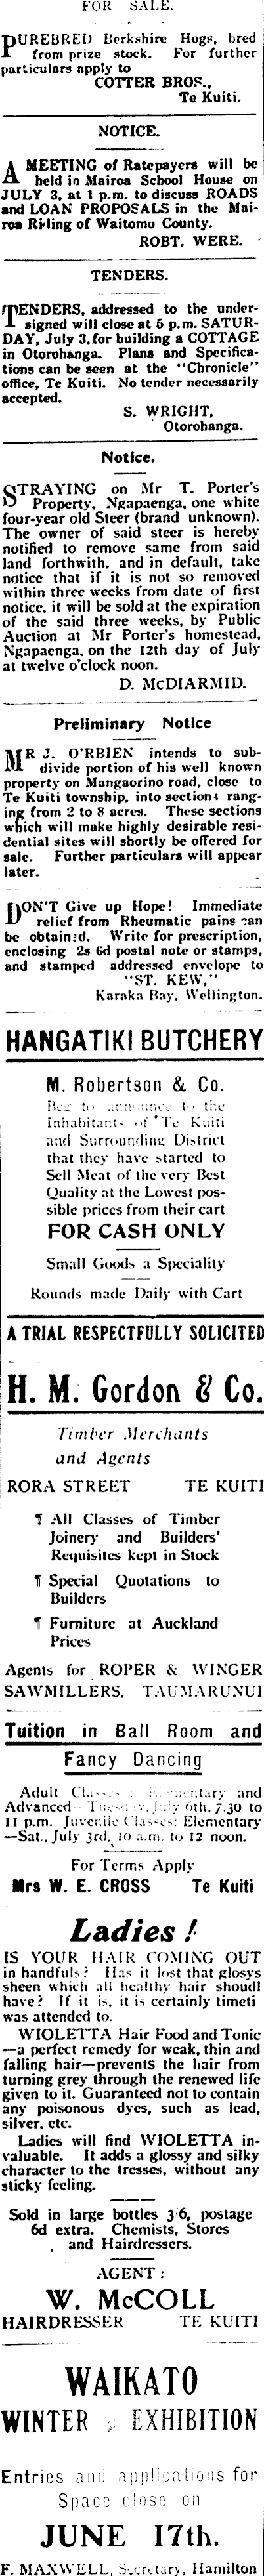 FOR SALE.
PUREBRED Berkshire Hogs, bred
from prize stock. For further
particulars apply to
COTTER BROS.,
Te Kuiti.
NOTICE.
A MEETING of Ratepayers will be
held in Mairoa School House on
JULY 3, at 1 p.m. to discuss ROADS
and LOAN PROPOSALS in the Mai-
roa Riding of Waitomo County.
ROBT. WERE.
TENDERS.
TENDERS, addressed to the under-
signed will close at 5 p.m. SATUR-
DAY, July 3, for building a COTTAGE
in Otorohanga. Plans and Specifica-
tions can be seen at the "Chronicle"
office, Te Kuiti. No tender necessarily
accepted.
S. WRIGHT,
Otorohanga.
Notice.
STRAYING on Mr T. Porter's
Property, Ngapaenga, one white
four-year old Steer (brand unknown).
The owner of said steer is hereby
notified to remove same from said
land forthwith, and in default, take
notice that if it is not so removed
within three weeks from date of first
notice, it will be sold at the expiration
of the said three weeks, by Public
Auction at Mr Porter's homestead,
Ngapaenga, on the 12th day of July
at twelve o'clock noon.
D. McDIARMID.
Preliminary Notice
MR J. O'RBIEN intends to sub-
divide portion of his well known
property on Mangaorino road, close to
Te Kuiti township, into sections rang-
ing from 2 to 8 acres. These sections
which will make highly desirable resi-
dential sites will shortly be offered for
sale. Further particulars will appear
later.
DON'T Give up Hope! Immediate
relief from Rheumatic pains can
be obtained. Write for prescription,
enclosing 2s 6d postal note or stamps,
and stamped addressed envelope to
"ST. KEW,"
Karaka Bay, Wellington.
HANGATIKI BUTCHERY
M. Robertson & Co.
Beg to announce to the
Inhabitants of Te Kuiti
and Surrounding District
that they have started to
Sell Meat of the very Best
Quality at the Lowest pos-
sible prices from their cart
FOR CASH ONLY
Small Goods a Speciality
Rounds made Daily with Cart
A TRIAL RESPECTFULLY SOLICITED
H. M. Gordon & Co.
Timber Merchants
and Agents
RORA STREET TE KUITI
¶ All Classes of Timber
Joinery and Builders'
Requisites kept in Stock
¶ Special Quotations to
Builders
¶ Furniture at Auckland
Prices
Agents for ROPER & WINGER
SAWMILLERS, TAUMARUNUI
Tuition in Ball Room and
Fancy Dancing
Adult Classes: Elementary and
Advanced Tuesday, July 6th, 7.30 to
11 p.m. Juvenile Classes: Elementary
—Sat., July 3rd, 10 a.m. to 12 noon.
For Terms Apply
Mrs W. E. CROSS Te Kuiti
Ladies!
IS YOUR HAIR COMING OUT
in handfuls? Has it lost that glosys
sheen which all healthy hair shoudl
have? If it is, it is certainly timeti
was attended to.
WIOLETTA Hair Food and Tonic
—a perfect remedy for weak, thin and
falling hair—prevents the hair from
turning grey through the renewed life
given to it. Guaranteed not to contain
any poisonous dyes, such as lead,
silver, etc.
Ladies will find WIOLETTA in-
valuable. It adds a glossy and silky
character to the tresses, without any
sticky feeling.
Sold in large bottles 3/6, postage
6d extra. Chemists, Stores
and Hairdressers.
AGENT:
W. McCOLL
HAIRDRESSER TE KUITI
WAIKATO
WINTER EXHIBITION
Entries and applications for
Space close on
JUNE 17th.
F. MAXWELL, Secretary, Hamilton